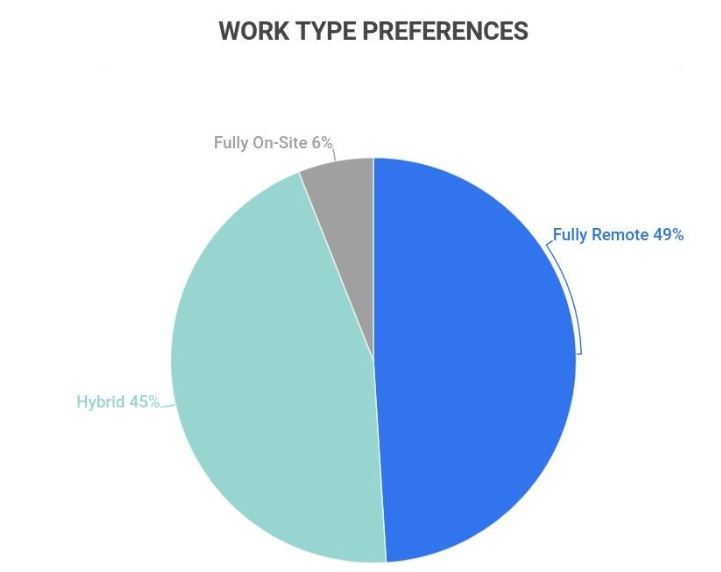 WORK TYPE PREFERENCES
Fully On-Site 6%
Fully Remote 49%
Hybrid 45%